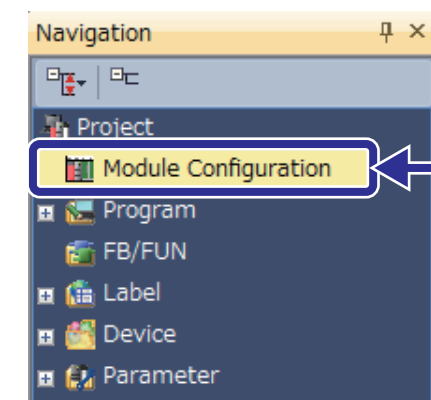 Navigation
Project
Module Configuration
Program
FB/FUN
Label
Device
Parameter